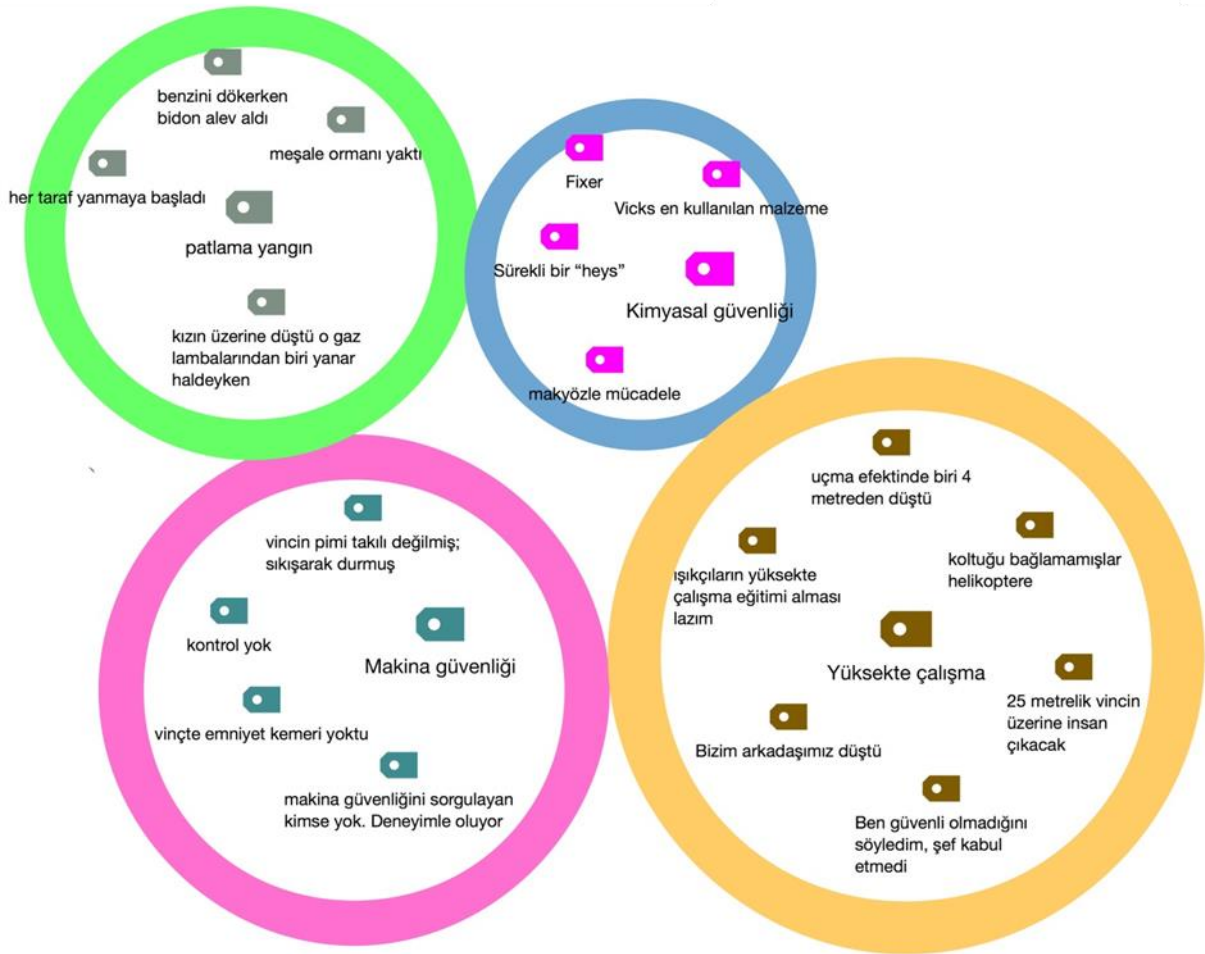 benzini dökerken
bidon alev aldı
meşale ormanı yaktı
her taraf yanmaya başladı
patlama yangın
kızın üzerine düştü o gaz
lambalarından biri yanar
haldeyken
Fixer
Vicks en kullanılan malzeme
Sürekli bir “heys”
Kimyasal güvenliği
makyözle mücadele
vincin pimi takılı değilmiş;
sıkışarak durmuş
kontrol yok
Makina güvenliği
vinçte emniyet kemeri yoktu
makina güvenliğini sorgulayan
kimse yok. Deneyimle oluyor
uçma efektinde biri 4
metreden düştü
koltuğu bağlamamışlar
helikoptere
ışıkçıların yüksekte
çalışma eğitimi alması
lazım
Yüksekte çalışma
25 metrelik vincin
üzerine insan
çıkacak
Bizim arkadaşımız düştü
Ben güvenli olmadığını
söyledim, şef kabul
etmedi